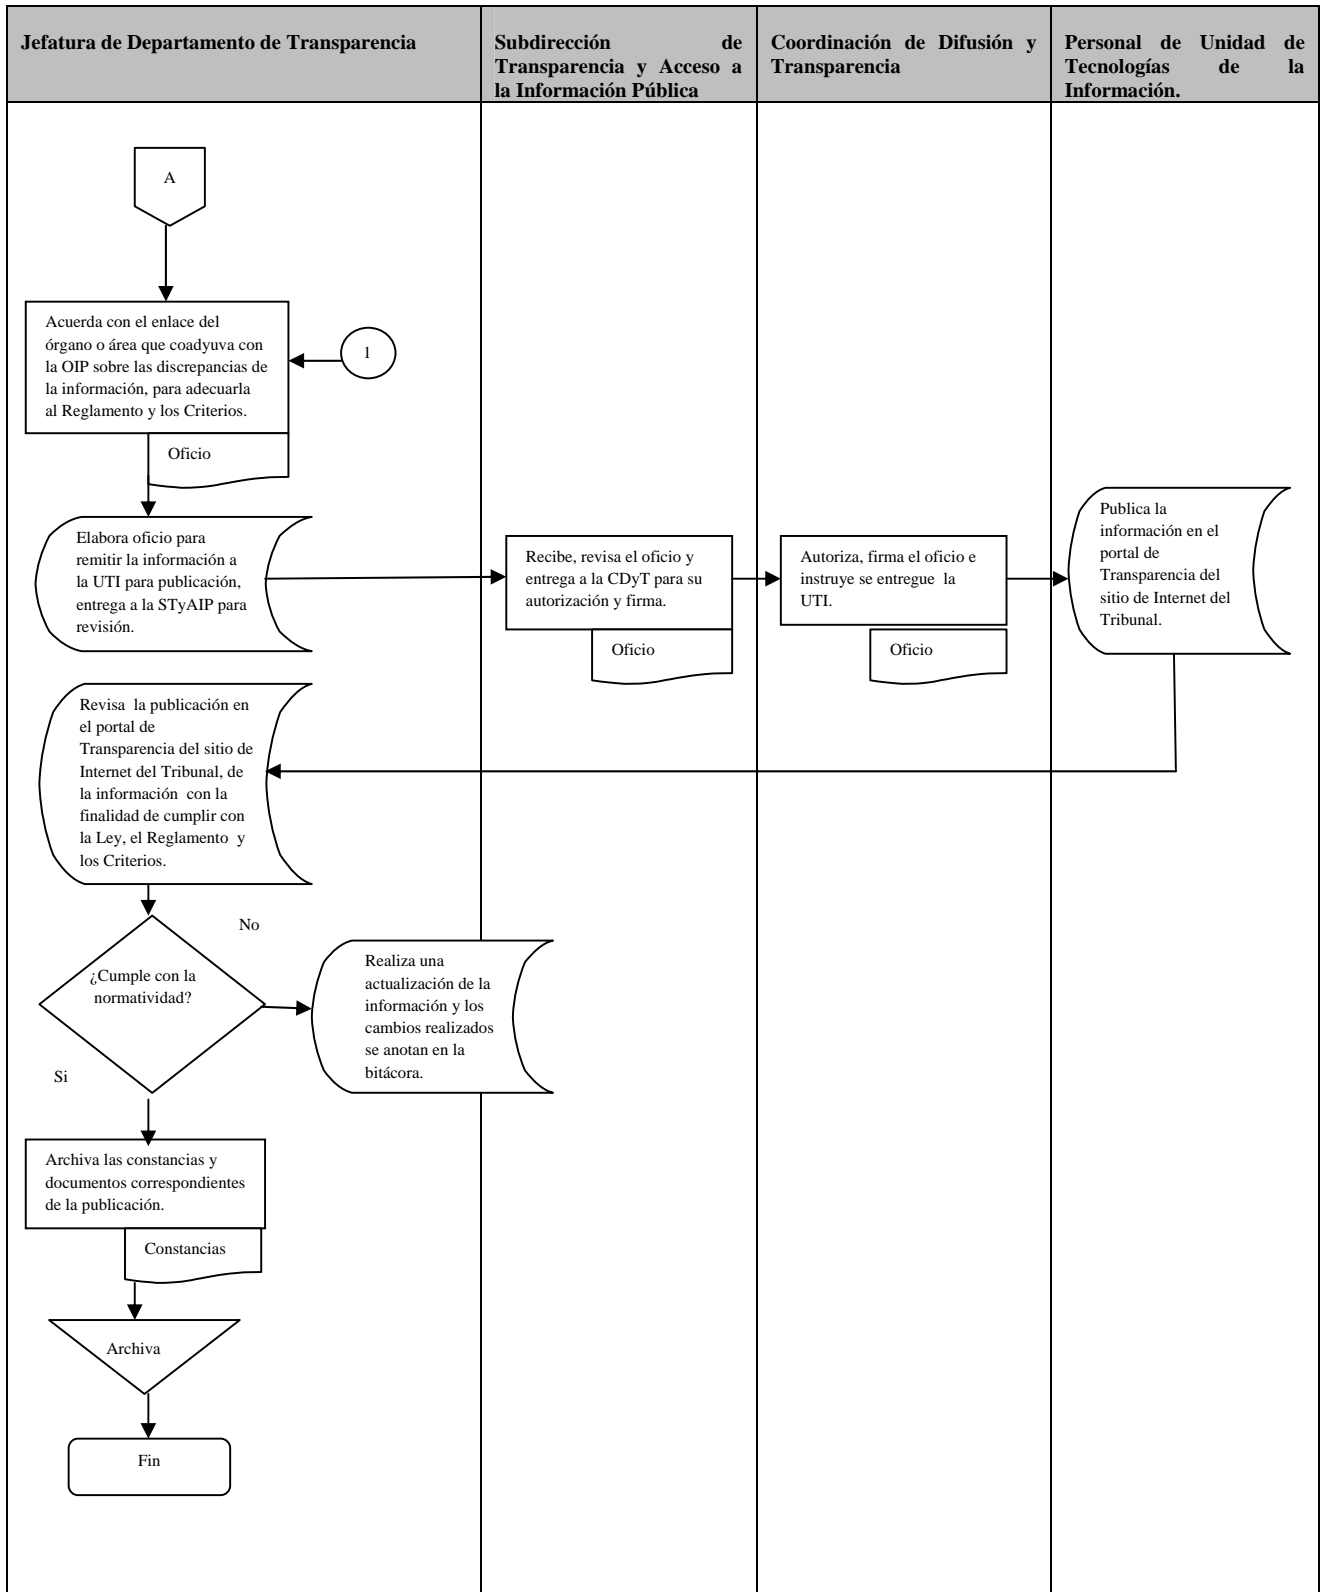 Jefatura de Departamento de Transparencia
Subdirección de
Transparencia y Acceso a
la Información Pública
Coordinación de Difusión y
Transparencia
Personal de Unidad de
Tecnologías de la
Información.
A
Acuerda con el enlace del
órgano o área que coadyuva con
la OIP sobre las discrepancias de
la información, para adecuarla
al Reglamento y los Criterios.
1
Oficio
Elabora oficio para
remitir la información a
la UTI para publicación,
entrega a la STyAIP para
revisión.
Recibe, revisa el oficio y
entrega a la CDyT para su
autorización y firma.
Oficio
Autoriza, firma el oficio e
instruye se entregue la
UTI.
Oficio
Publica la
información en el
portal de
Transparencia del
sitio de Internet del
Tribunal.
Revisa la publicación en
el portal de
Transparencia del sitio de
Internet del Tribunal, de
la información con la
finalidad de cumplir con
la Ley, el Reglamento y
los Criterios.
No
¿Cumple con la
normatividad?
Realiza una
actualización de la
información y los
cambios realizados
se anotan en la
bitácora.
Si
Archiva las constancias y
documentos correspondientes
de la publicación.
Constancias
Archiva
Fin